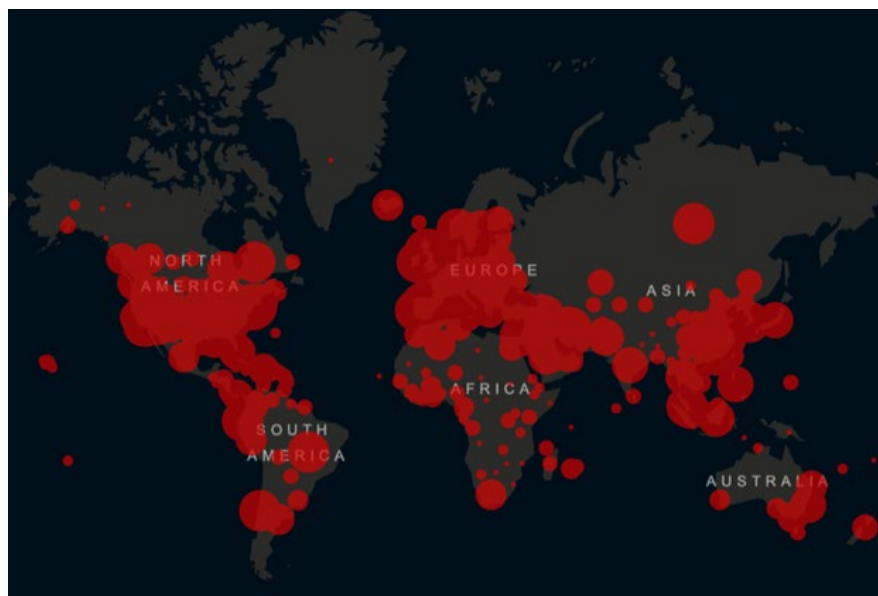 NORTH
AMERICA
EUROPE
ASIA
AFRICA
SOUTH
AMERICA
AUSTRALIA